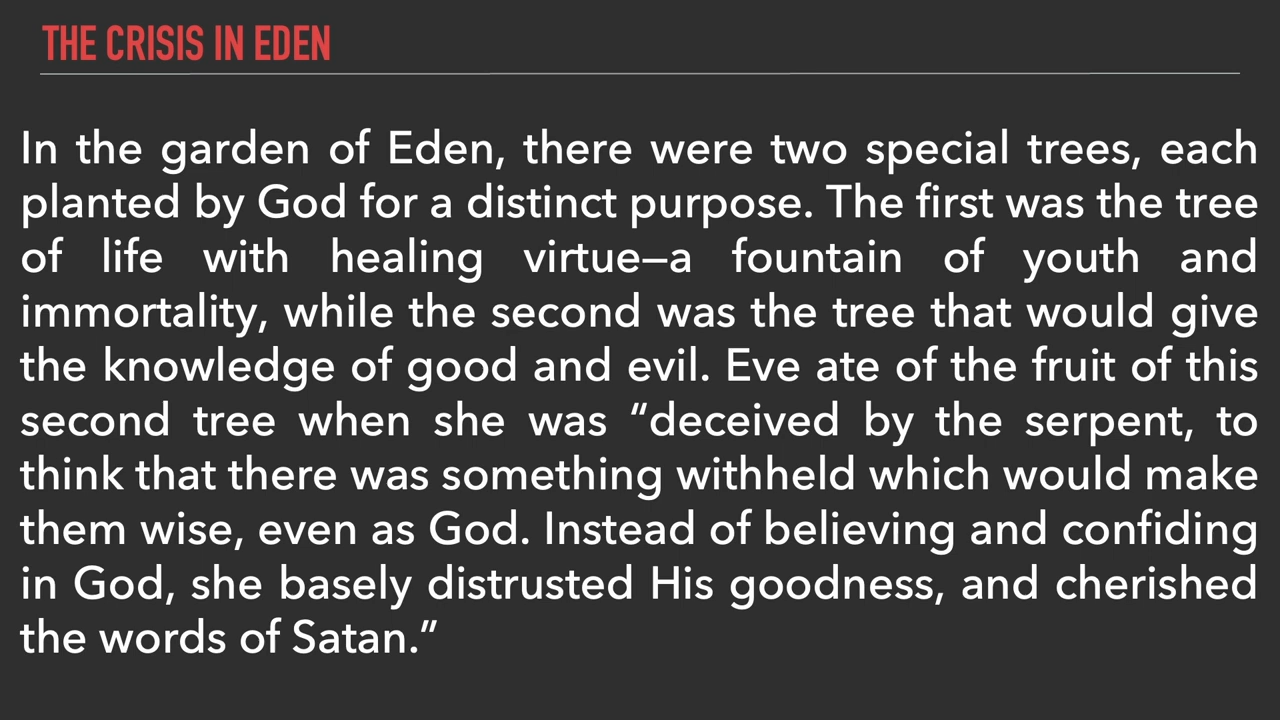 THE CRISIS IN EDEN
In the garden of Eden, there were two special trees, each
planted by God for a distinct purpose. The first was the tree
of life with healing virtue—a fountain of youth and
immortality, while the second was the tree that would give
the knowledge of good and evil. Eve ate of the fruit of this
second tree when she was “deceived by the serpent, to
think that there was something withheld which would make
them wise, even as God. Instead of believing and confiding
in God, she basely distrusted His goodness, and cherished
the words of Satan.”